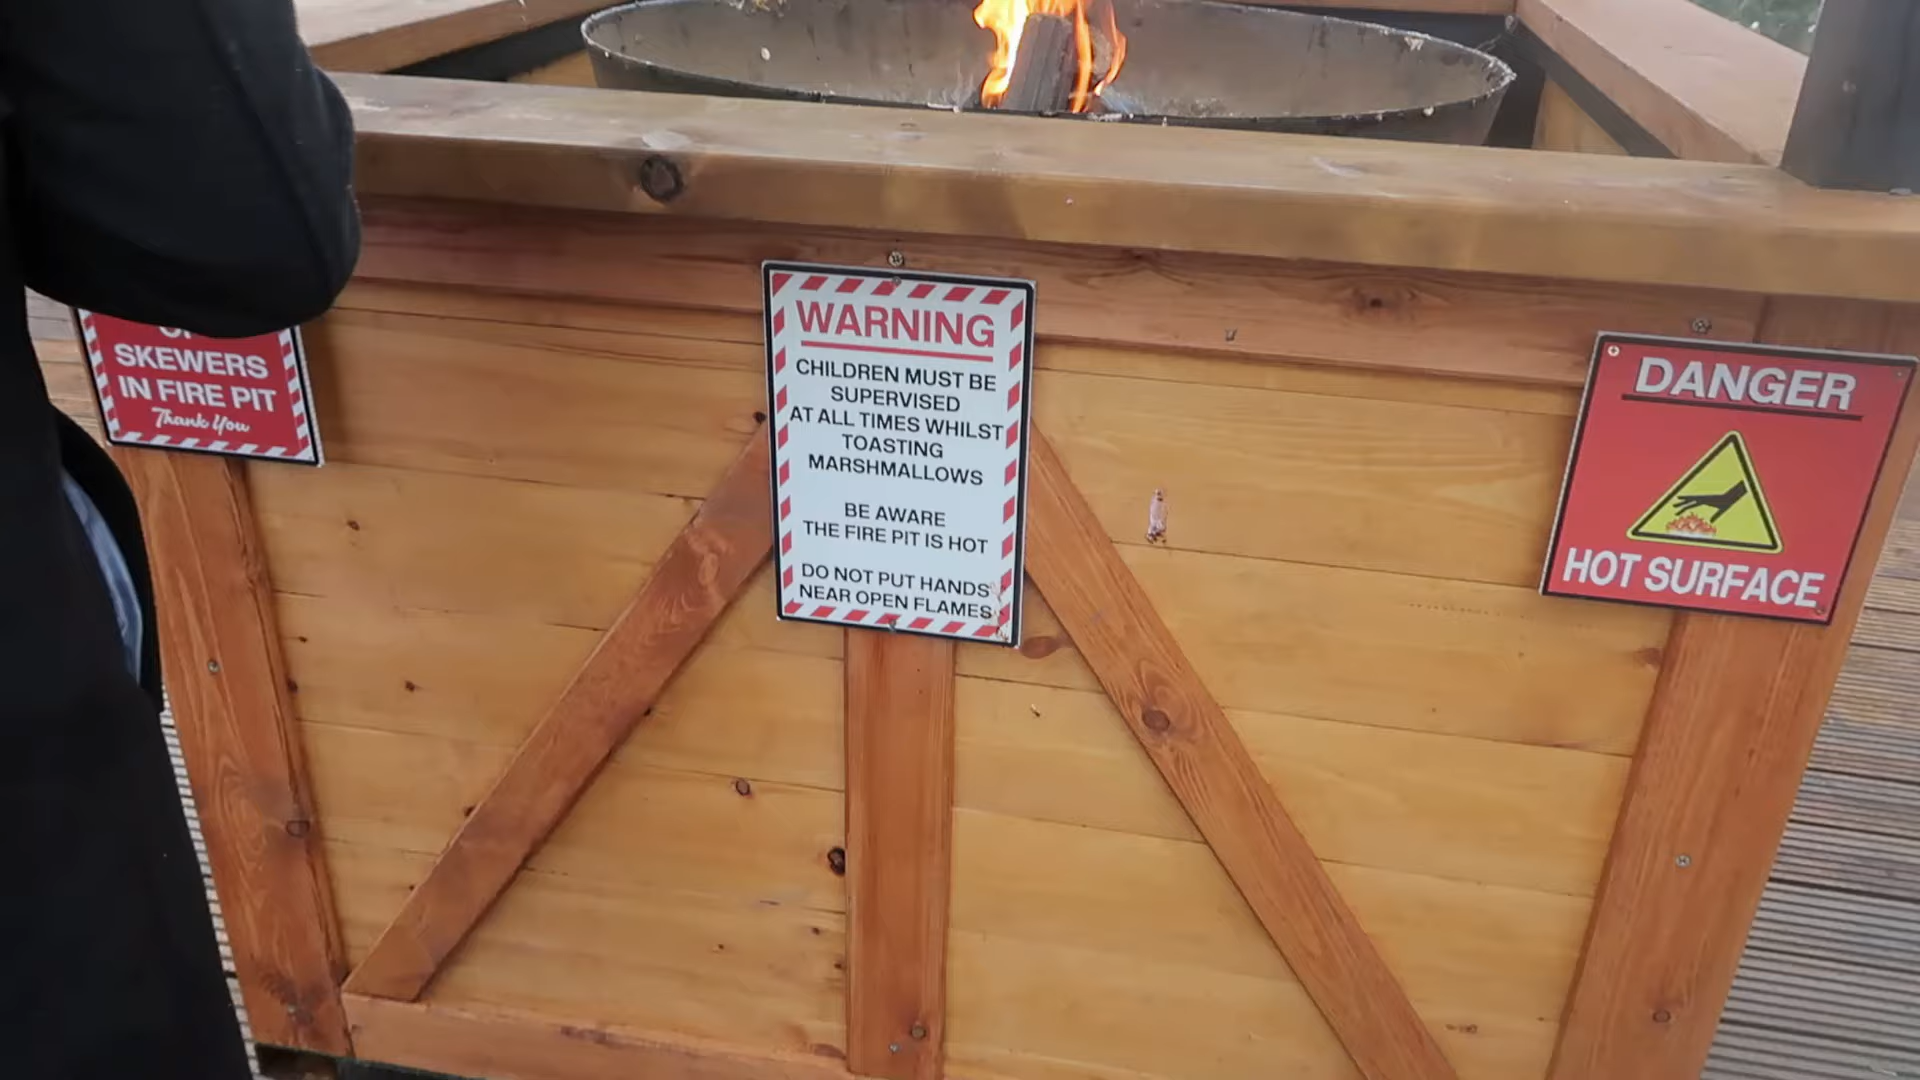 SKEWERS
IN FIRE PIT
Thank You
WARNING
CHILDREN MUST BE
SUPERVISED
AT ALL TIMES WHILST
TOASTING
MARSHMALLOWS
BE AWARE
THE FIRE PIT IS HOT
DO NOT PUT HANDS
NEAR OPEN FLAMES
DANGER
HOT SURFACE